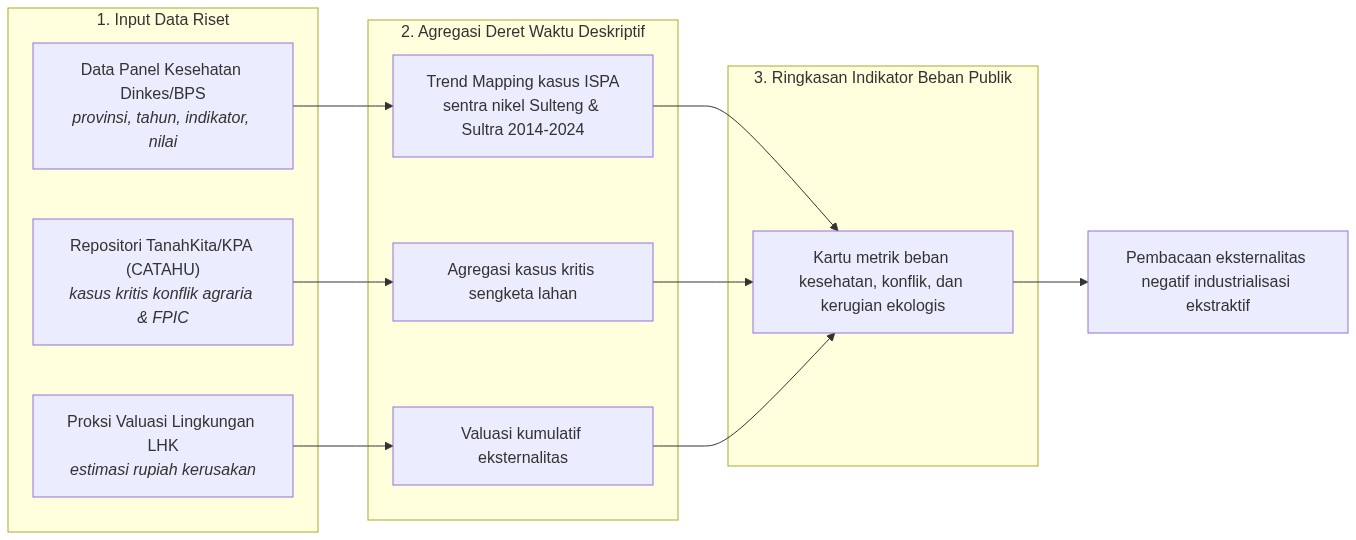 1. Input Data Riset
Data Panel Kesehatan
Dinkes/BPS
provinsi, tahun, indikator,
nilai
Repositori TanahKita/KPA
(CATAHU)
kasus kritis konflik agraria
& FPIC
Proksi Valuasi Lingkungan
LHK
estimasi rupiah kerusakan
2. Agregasi Deret Waktu Deskriptif
Trend Mapping kasus ISPA
sentra nikel Sulteng &
Sultra 2014-2024
Agregasi kasus kritis
sengketa lahan
Valuasi kumulatif
eksternalitas
3. Ringkasan Indikator Beban Publik
Kartu metrik beban
kesehatan, konflik, dan
kerugian ekologis
Pembacaan eksternalitas
negatif industrialisasi
ekstraktif